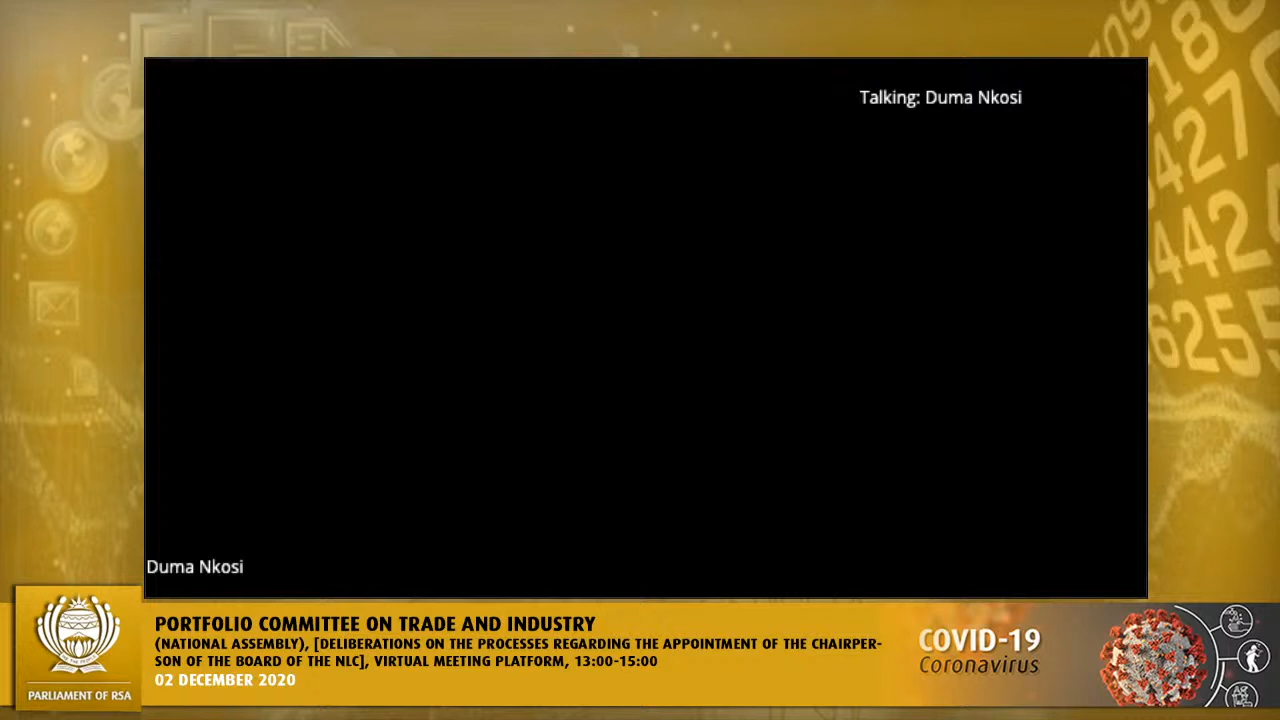 Talking: Duma Nkosi
Duma Nkosi
PORTFOLIO COMMITTEE ON TRADE AND INDUSTRY
(NATIONAL ASSEMBLY), [DELIBERATIONS ON THE PROCESSES REGARDING THE APPOINTMENT OF THE CHAIRPER-
SON OF THE BOARD OF THE NLC], VIRTUAL MEETING PLATFORM, 13:00-15:00
02 DECEMBER 2020
PARLIAMENT OF RSA
COVID-19
Coronavirus